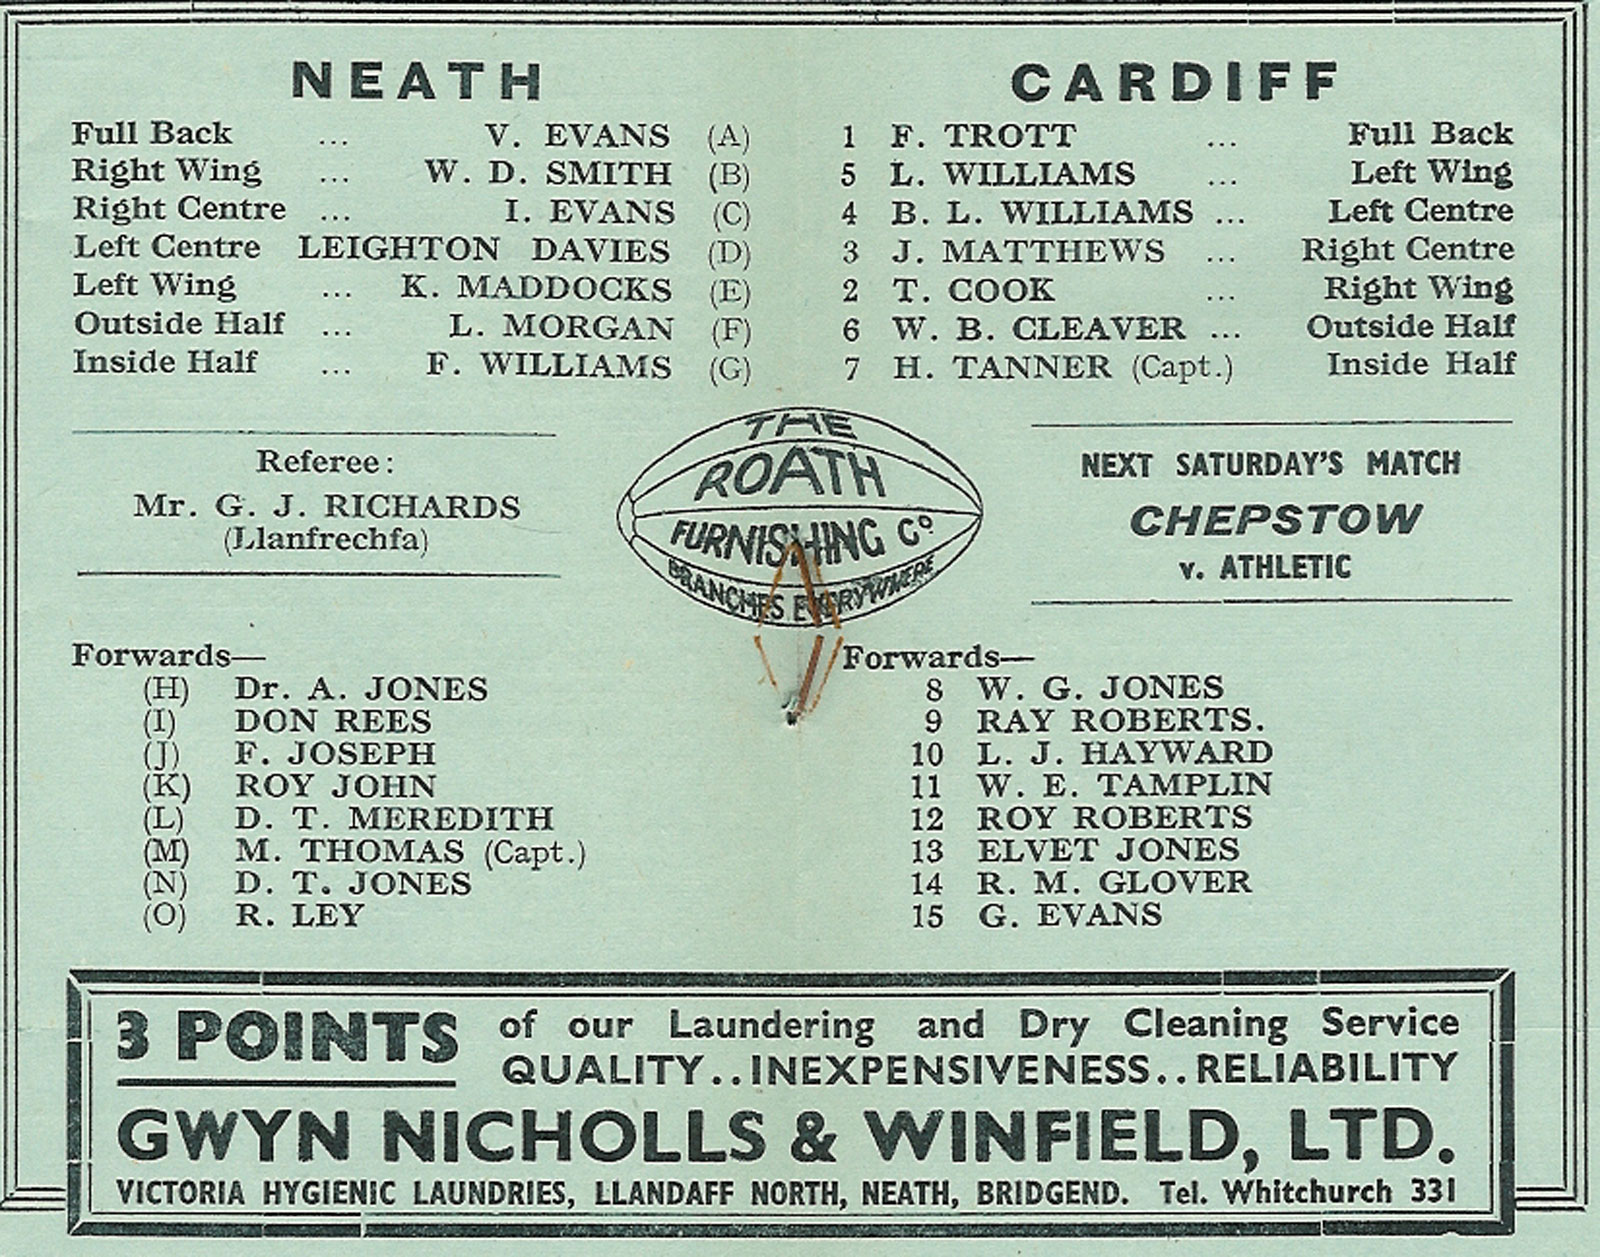 NEATH
Full Back ... V. EVANS (A)
Right Wing ... W. D. SMITH (B)
Right Centre ... I. EVANS (C)
Left Centre LEIGHTON DAVIES (D)
Left Wing ... K. MADDOCKS (E)
Outside Half ... L. MORGAN (F)
Inside Half ... F. WILLIAMS (G)
CARDIFF
1 F. TROTT ... Full Back
5 L. WILLIAMS ... Left Wing
4 B. L. WILLIAMS ... Left Centre
3 J. MATTHEWS ... Right Centre
2 T. COOK ... Right Wing
6 W. B. CLEAVER ... Outside Half
7 H. TANNER (Capt.) Inside Half
Referee:
Mr. G. J. RICHARDS
(Llanfrechfa)
THE
ROATH
FURNISHING Co
BRANCHES EVERYWHERE
NEXT SATURDAY'S MATCH
CHEPSTOW
v. ATHLETIC
Forwards—
(H) Dr. A. JONES
(I) DON REES
(J) F. JOSEPH
(K) ROY JOHN
(L) D. T. MEREDITH
(M) M. THOMAS (Capt.)
(N) D. T. JONES
(O) R. LEY
Forwards—
8 W. G. JONES
9 RAY ROBERTS.
10 L. J. HAYWARD
11 W. E. TAMPLIN
12 ROY ROBERTS
13 ELVET JONES
14 R. M. GLOVER
15 G. EVANS
3 POINTS of our Laundering and Dry Cleaning Service
QUALITY..INEXPENSIVENESS..RELIABILITY
GWYN NICHOLLS & WINFIELD, LTD.
VICTORIA HYGIENIC LAUNDRIES, LLANDAFF NORTH, NEATH, BRIDGEND. Tel. Whitchurch 331